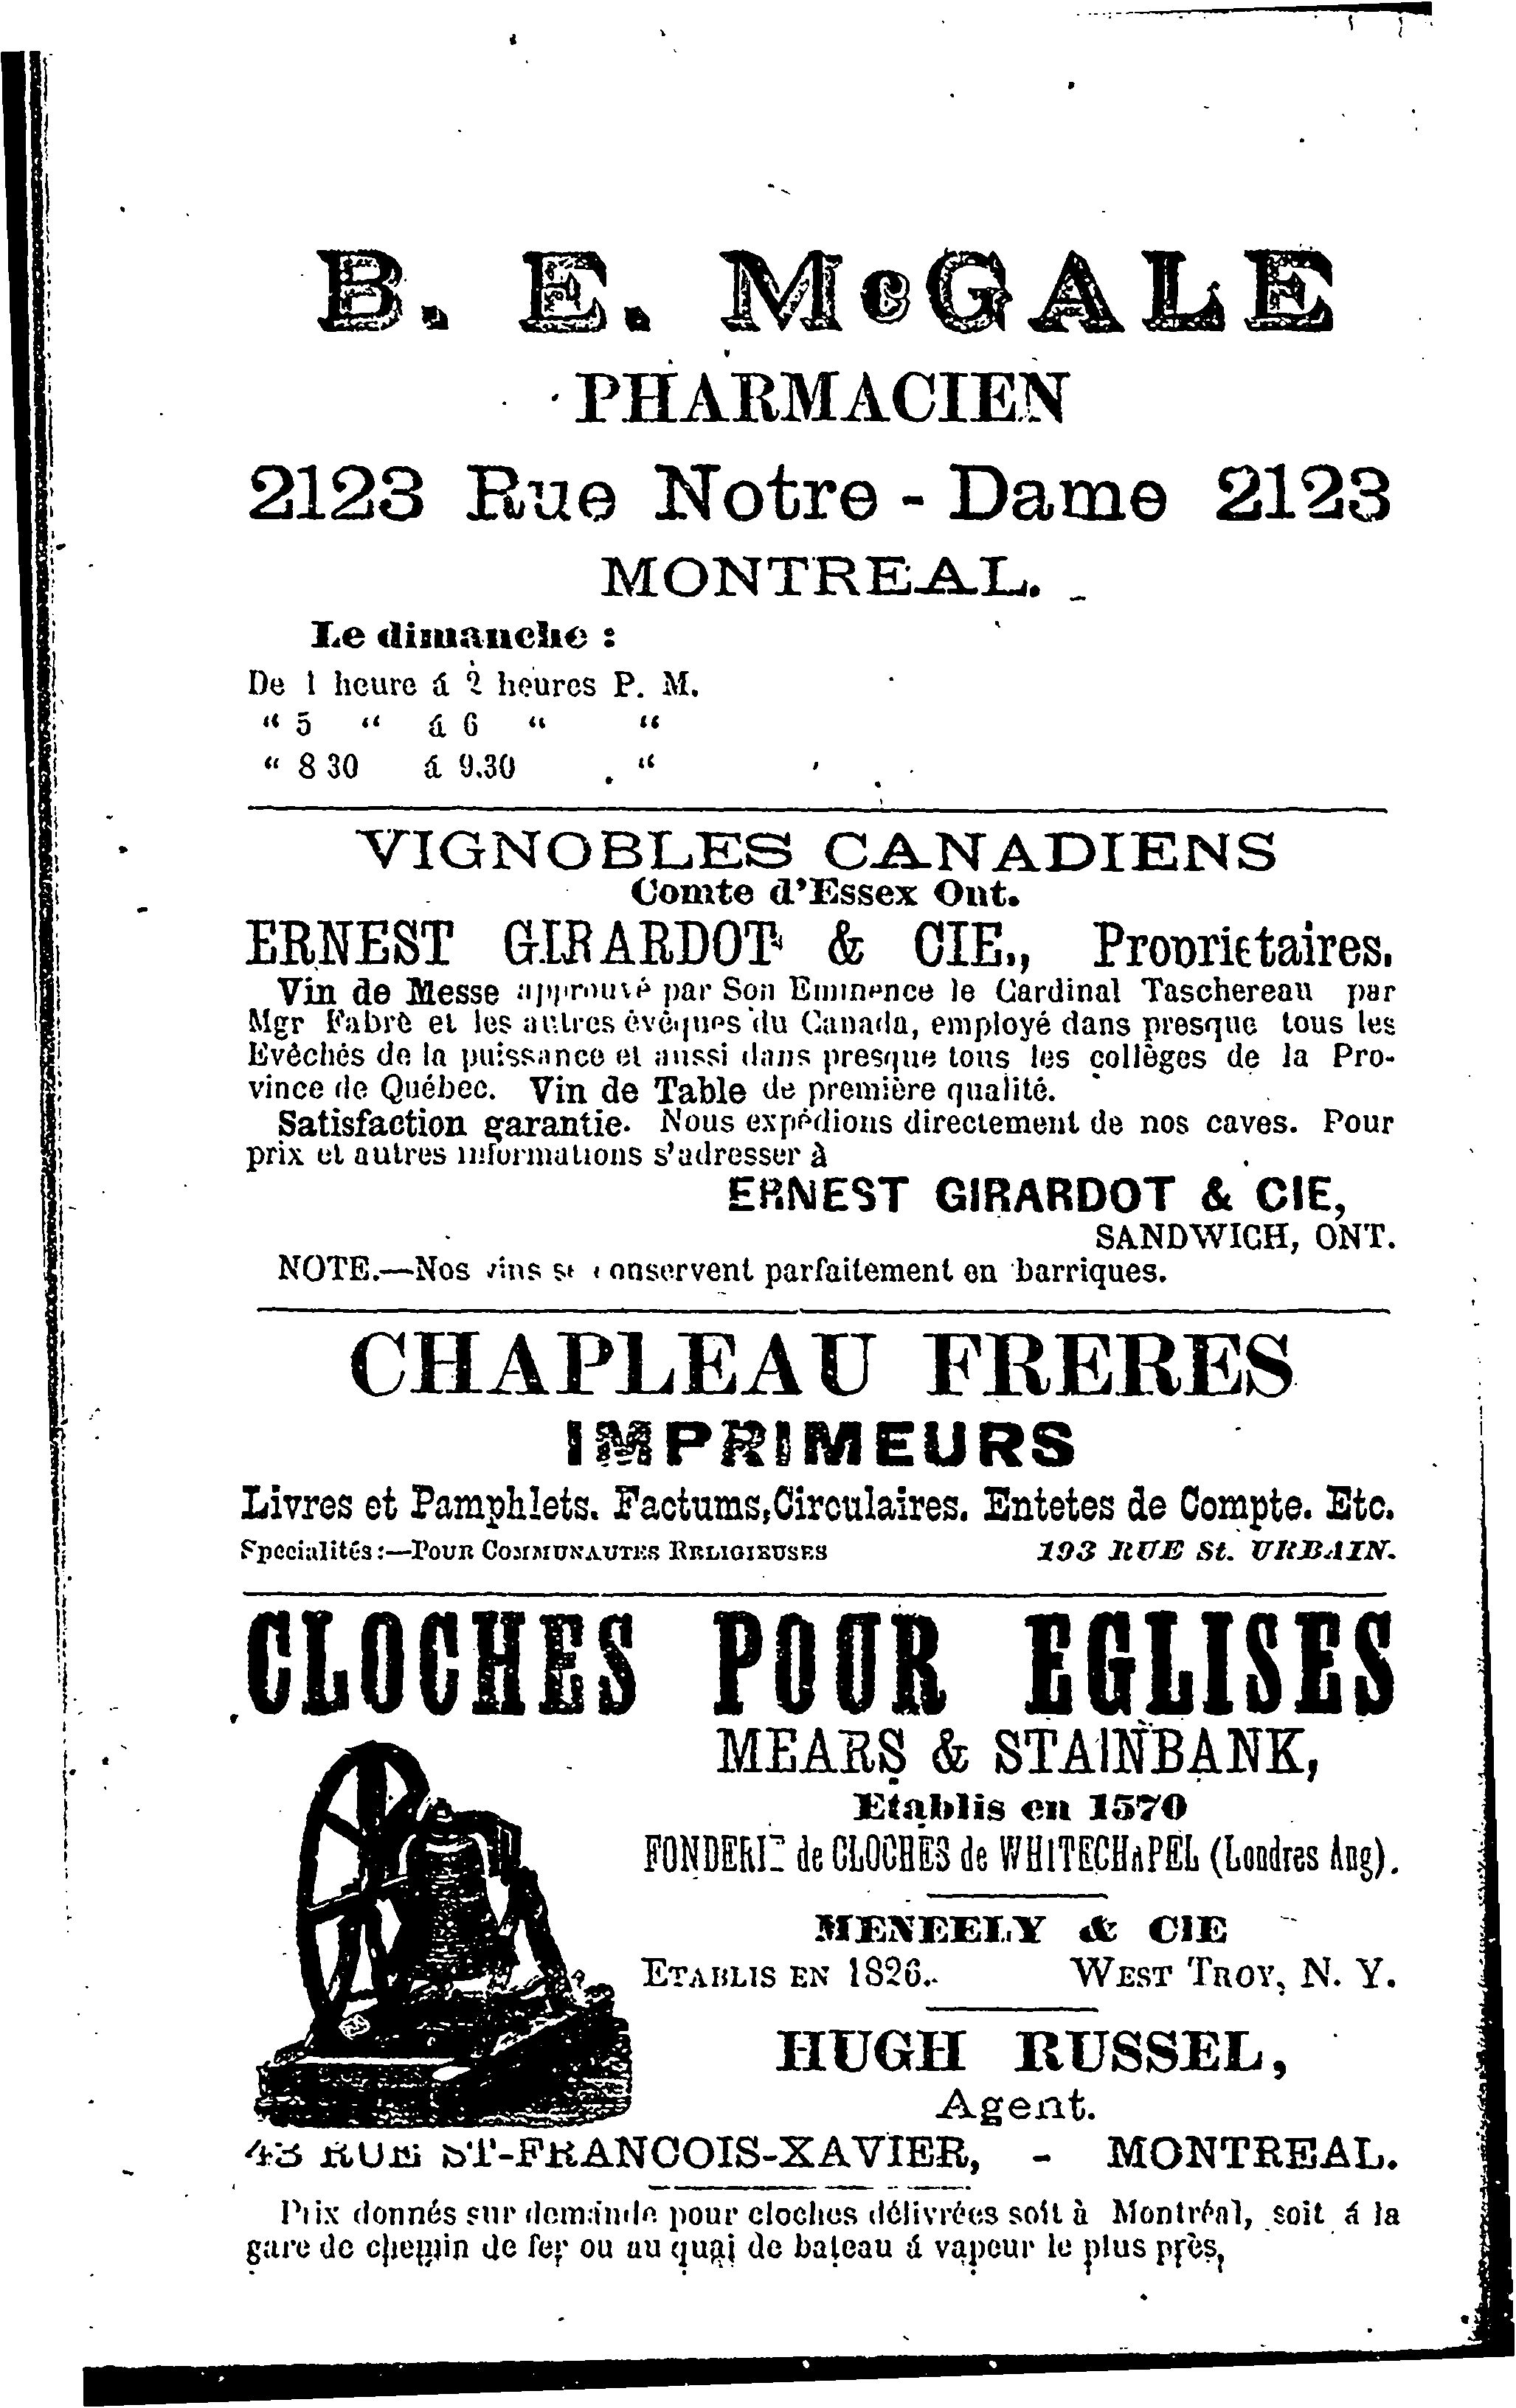 B. E. McGALE
PHARMACIEN
2123 Rue Notre-Dame 2123
MONTREAL.
Le dimanche :
De 1 heure á 2 heures P. M.
“ 5 “ á 6 “ “
“ 8 30 á 9.30 “
VIGNOBLES CANADIENS
Comte d'Essex Ont.
ERNEST GIRARDOT & CIE., Proprietaires.
Vin de Messe approuvé par Son Eminence le Cardinal Taschereau par
Mgr Fabrè et les autres évêques du Canada, employé dans presque tous les
Evêchés de la puissance et aussi dans presque tous les collèges de la Pro-
vince de Québec. Vin de Table de première qualité.
Satisfaction garantie. Nous expédions directement de nos caves. Pour
prix et autres informations s'adresser à
ERNEST GIRARDOT & CIE,
SANDWICH, ONT.
NOTE.—Nos vins se conservent parfaitement en barriques.
CHAPLEAU FRERES
IMPRIMEURS
Livres et Pamphlets. Factums, Circulaires. Entetes de Compte. Etc.
Specialités :—POUR COMMUNAUTES RELIGIEUSES 193 RUE St. URBAIN.
CLOCHES POUR EGLISES
MEARS & STAINBANK,
Etablis en 1570
FONDERIE de CLOCHES de WHITECHAPEL (Londres Ang).
MENEELY & CIE
ETABLIS EN 1826. WEST TROY, N. Y.
HUGH RUSSEL,
Agent.
43 RUE ST-FRANCOIS-XAVIER, - MONTREAL.
Prix donnés sur demande pour cloches délivrées soit à Montréal, soit á la
gare de chemin de fer ou au quai de bateau á vapeur le plus près,